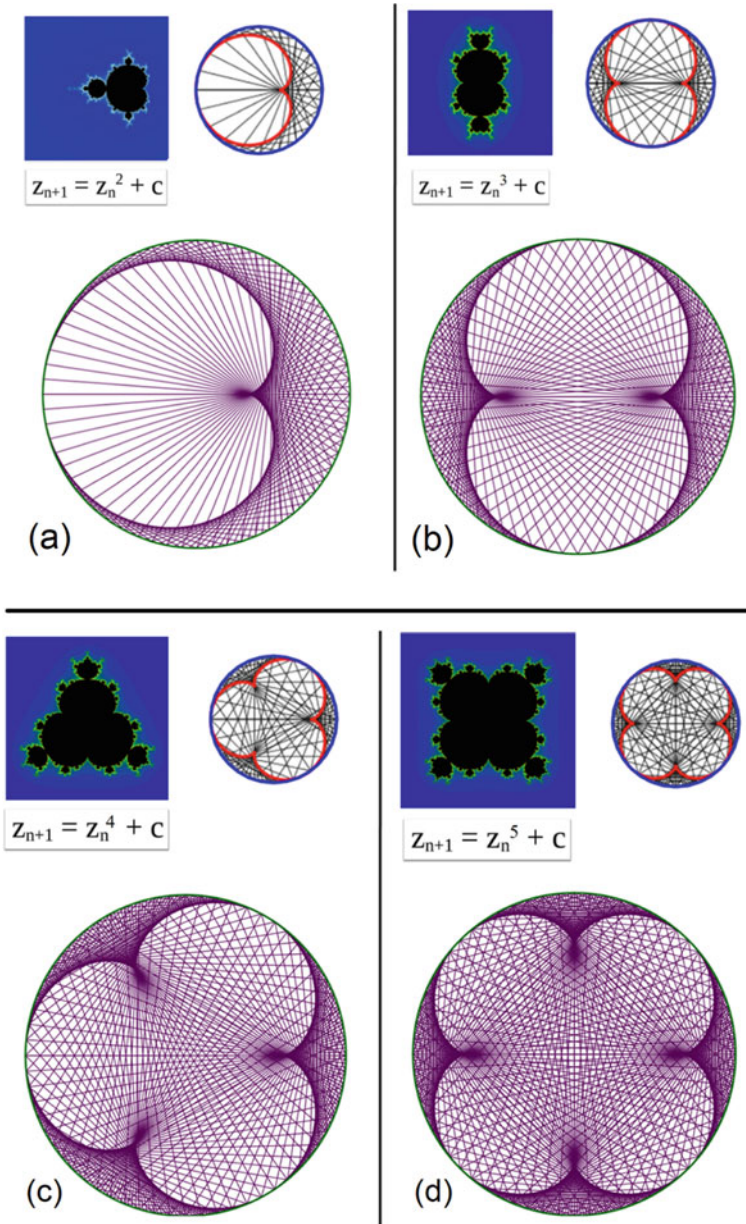 z_{n+1} = z_n^2 + c
(a)
z_{n+1} = z_n^3 + c
(b)
z_{n+1} = z_n^4 + c
(c)
z_{n+1} = z_n^5 + c
(d)